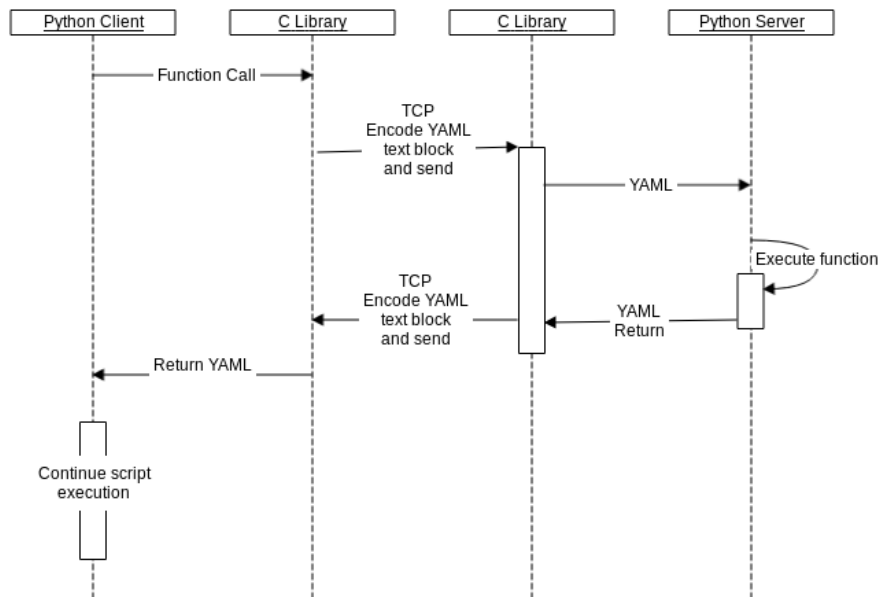 Python Client
C Library
C Library
Python Server
Function Call
TCP
Encode YAML
text block
and send
YAML
Execute function
TCP
Encode YAML
text block
and send
YAML
Return
Return YAML
Continue script
execution